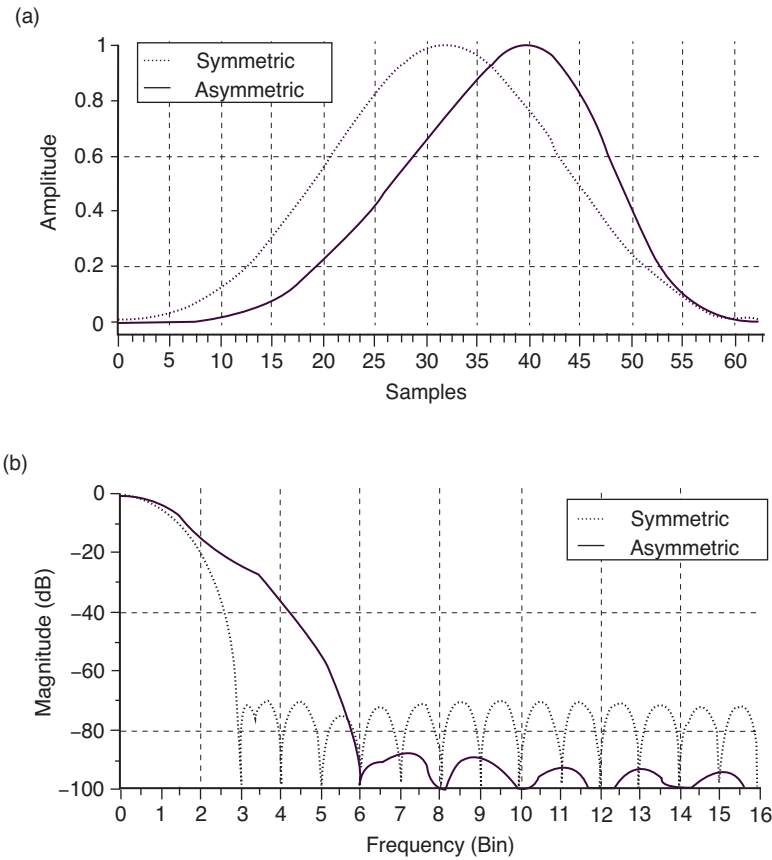 (a)
1
0.8
0.6
0.4
0.2
0
Amplitude
Symmetric
Asymmetric
0 5 10 15 20 25 30 35 40 45 50 55 60
Samples
(b)
0
−20
−40
−60
−80
−100
Magnitude (dB)
Symmetric
Asymmetric
0 1 2 3 4 5 6 7 8 9 10 11 12 13 14 15 16
Frequency (Bin)